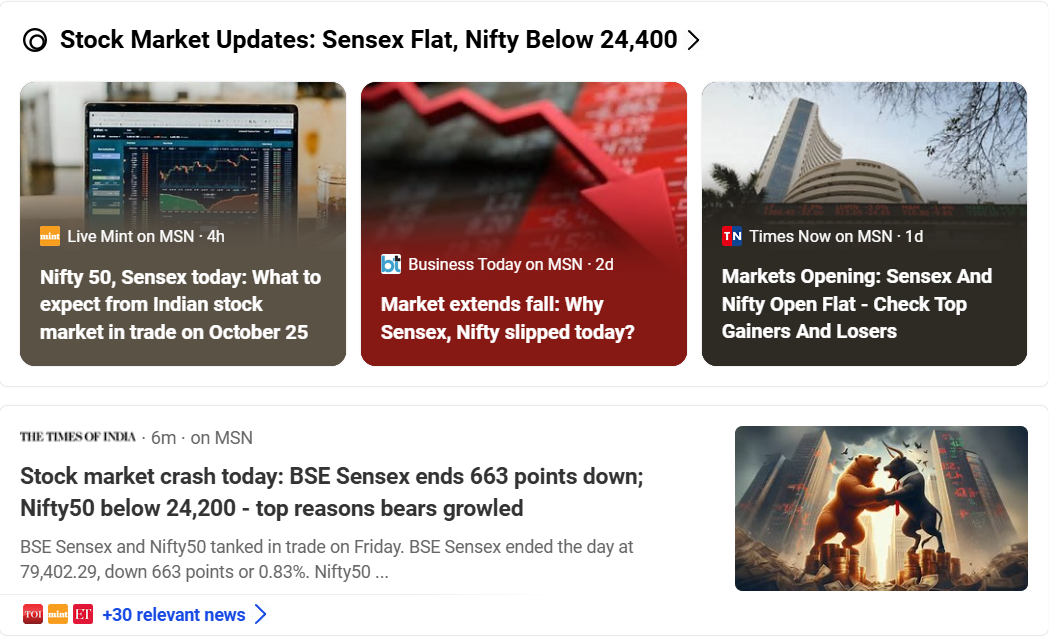 Stock Market Updates: Sensex Flat, Nifty Below 24,400
mint Live Mint on MSN · 4h
Nifty 50, Sensex today: What to
expect from Indian stock
market in trade on October 25
bt Business Today on MSN · 2d
Market extends fall: Why
Sensex, Nifty slipped today?
TN Times Now on MSN · 1d
Markets Opening: Sensex And
Nifty Open Flat - Check Top
Gainers And Losers
THE TIMES OF INDIA · 6m · on MSN
Stock market crash today: BSE Sensex ends 663 points down;
Nifty50 below 24,200 - top reasons bears growled
BSE Sensex and Nifty50 tanked in trade on Friday. BSE Sensex ended the day at
79,402.29, down 663 points or 0.83%. Nifty50 ...
TOI mint ET +30 relevant news